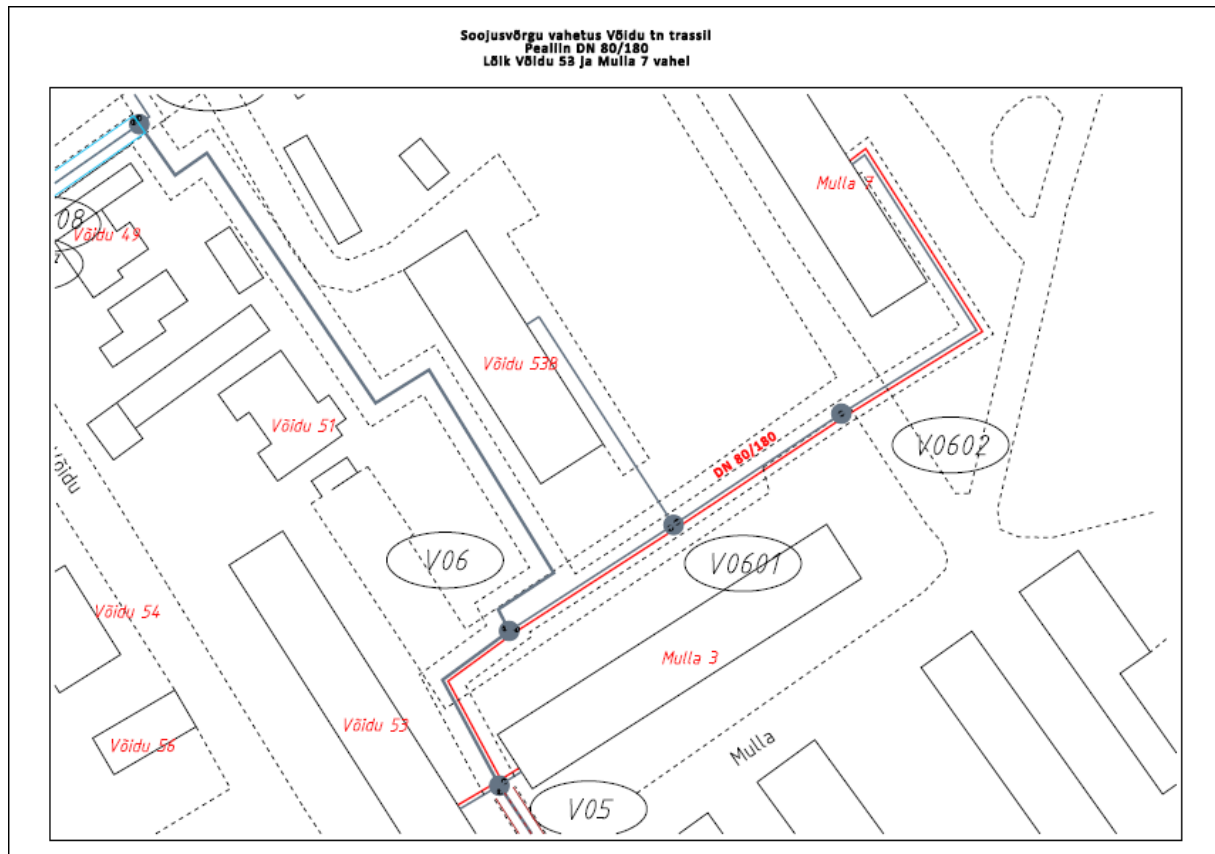 Soojusvõrgu vahetus Võidu tn trassil
Pealiin DN 80/180
Lõik Võidu 53 ja Mulla 7 vahel
Mulla 7
08
Võidu 49
Võidu 53B
Võidu 51
DN 80/180
V0602
Võidu
V06
V0601
Võidu 54
Mulla 3
Võidu 53
Võidu 56
Mulla
V05